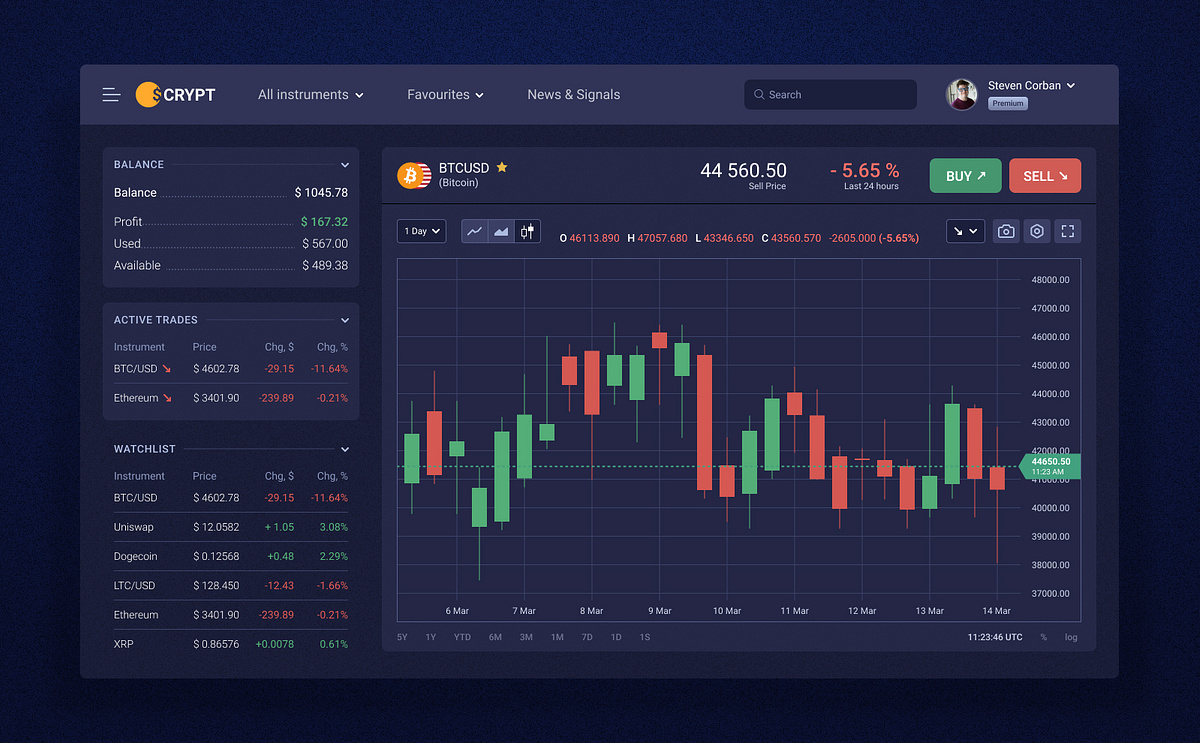 CRYPT
All instruments
Favourites
News & Signals
Search
Steven Corban
Premium
BALANCE
Balance $ 1045.78
Profit $ 167.32
Used $ 567.00
Available $ 489.38
ACTIVE TRADES
Instrument Price Chg, $ Chg, %
BTC/USD $ 4602.78 -29.15 -11.64%
Ethereum $ 3401.90 -239.89 -0.21%
WATCHLIST
Instrument Price Chg, $ Chg, %
BTC/USD $ 4602.78 -29.15 -11.64%
Uniswap $ 12.0582 + 1.05 3.08%
Dogecoin $ 0.12568 +0.48 2.29%
LTC/USD $ 128.450 -12.43 -1.66%
Ethereum $ 3401.90 -239.89 -0.21%
XRP $ 0.86576 +0.0078 0.61%
BTCUSD
(Bitcoin)
44 560.50
Sell Price
- 5.65 %
Last 24 hours
BUY ↗
SELL ↘
1 Day
O 46113.890 H 47057.680 L 43346.650 C 43560.570 -2605.000 (-5.65%)
48000.00
47000.00
46000.00
45000.00
44000.00
43000.00
42000.00
44650.50
11:23 AM
41000.00
40000.00
39000.00
38000.00
37000.00
6 Mar 7 Mar 8 Mar 9 Mar 10 Mar 11 Mar 12 Mar 13 Mar 14 Mar
5Y 1Y YTD 6M 3M 1M 7D 1D 1S
11:23:46 UTC % log